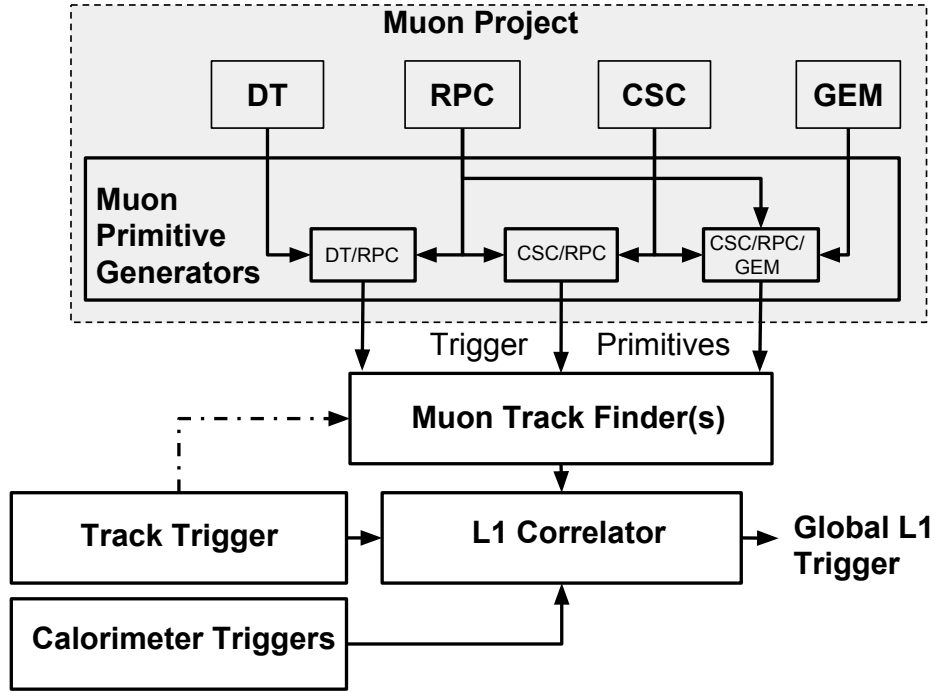 Muon Project
DT
RPC
CSC
GEM
Muon
Primitive
Generators
DT/RPC
CSC/RPC
CSC/RPC/
GEM
Trigger Primitives
Muon Track Finder(s)
Track Trigger
L1 Correlator
Global L1
Trigger
Calorimeter Triggers